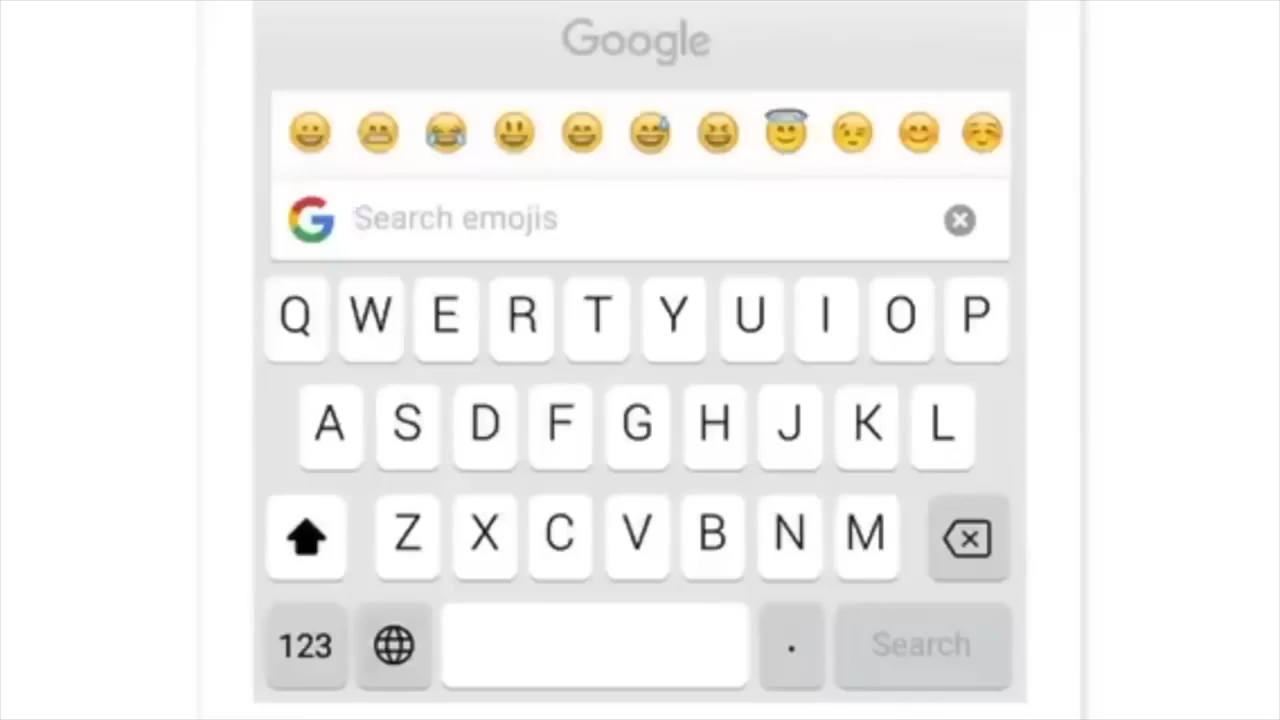 Google
Search emojis
Q W E R T Y U I O P
A S D F G H J K L
Z X C V B N M
123 . Search